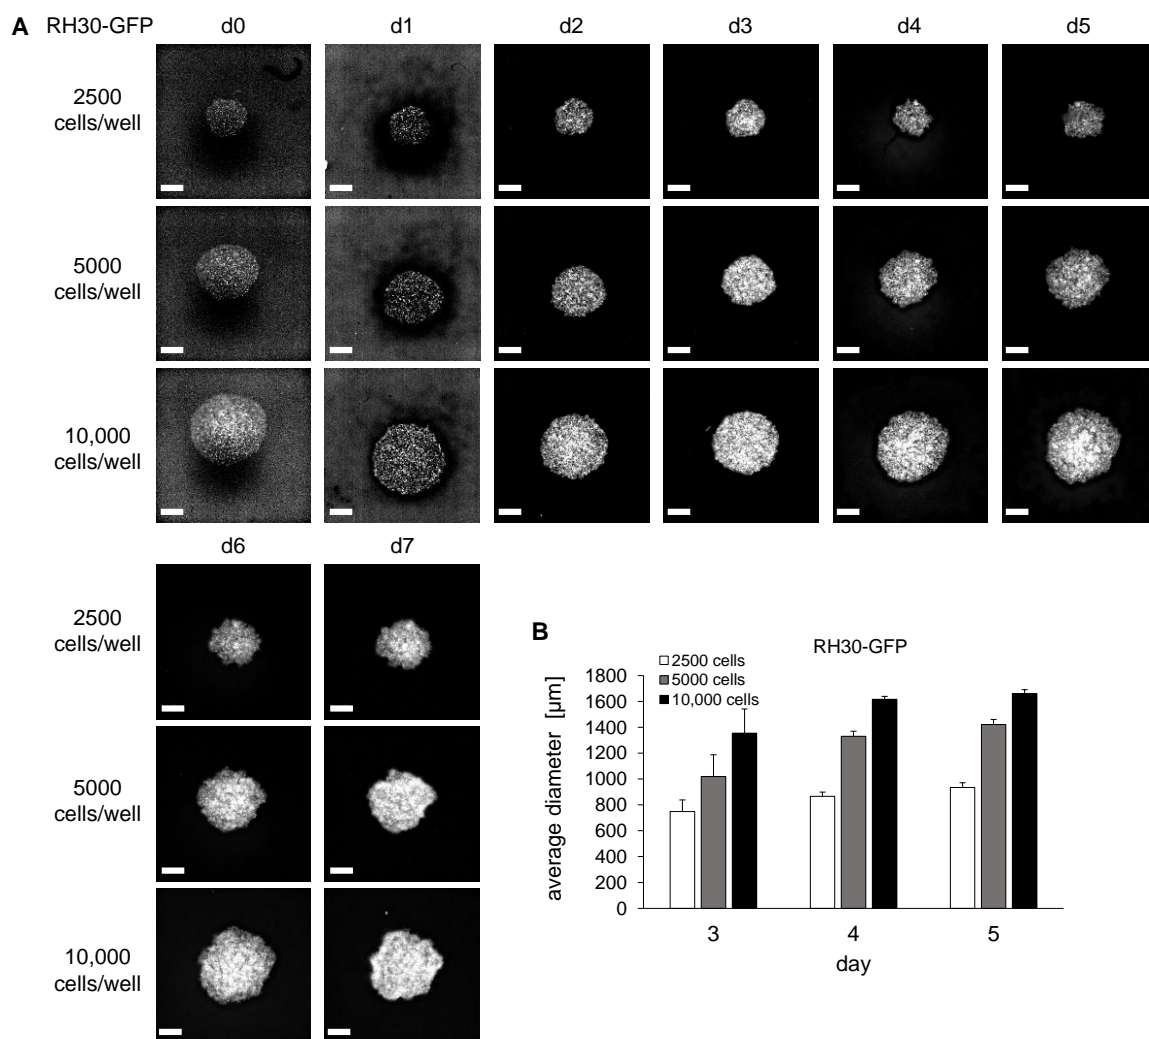 A RH30-GFP d0 d1 d2 d3 d4 d5
2500
cells/well
5000
cells/well
10,000
cells/well
d6 d7
2500
cells/well
5000
cells/well
10,000
cells/well
B
RH30-GFP
2500 cells
5000 cells
10,000 cells
average diameter [µm]
1800
1600
1400
1200
1000
800
600
400
200
0
3 4 5
day